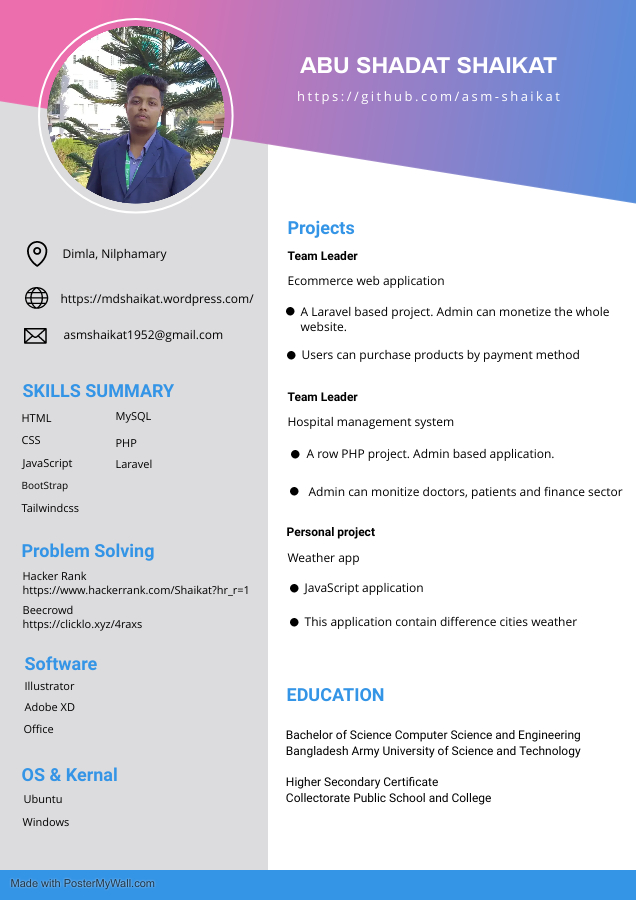 ABU SHADAT SHAIKAT
https://github.com/asm-shaikat
Dimla, Nilphamary
https://mdshaikat.wordpress.com/
asmshaikat1952@gmail.com
SKILLS SUMMARY
HTML
CSS
JavaScript
BootStrap
Tailwindcss
MySQL
PHP
Laravel
Problem Solving
Hacker Rank
https://www.hackerrank.com/Shaikat?hr_r=1
Beecrowd
https://clicklo.xyz/4raxs
Software
Illustrator
Adobe XD
Office
OS & Kernal
Ubuntu
Windows
Projects
Team Leader
Ecommerce web application
● A Laravel based project. Admin can monetize the whole
website.
● Users can purchase products by payment method
Team Leader
Hospital management system
● A row PHP project. Admin based application.
● Admin can monitize doctors, patients and finance sector
Personal project
Weather app
● JavaScript application
● This application contain difference cities weather
EDUCATION
Bachelor of Science Computer Science and Engineering
Bangladesh Army University of Science and Technology
Higher Secondary Certificate
Collectorate Public School and College
Made with PosterMyWall.com